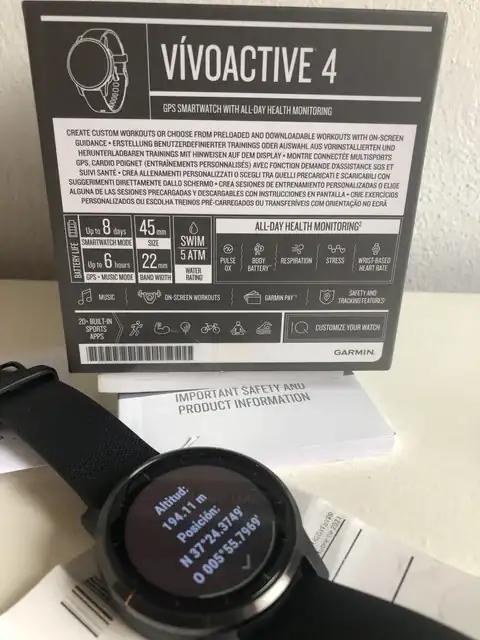 VÍVOACTIVE® 4
GPS SMARTWATCH WITH ALL-DAY HEALTH MONITORING
CREATE CUSTOM WORKOUTS OR CHOOSE FROM PRELOADED AND DOWNLOADABLE WORKOUTS WITH ON-SCREEN
GUIDANCE • ERSTELLUNG BENUTZERDEFINIERTER TRAININGS ODER AUSWAHL AUS VORINSTALLIERTEN UND
HERUNTERLADBAREN TRAININGS MIT HINWEISEN AUF DEM DISPLAY • MONTRE CONNECTÉE MULTISPORTS
GPS, CARDIO POIGNET (ENTRAÎNEMENTS PERSONNALISÉS) AVEC FONCTION DEMANDE D'ASSISTANCE SOS ET
SUIVI SANTÉ • CREA ALLENAMENTI PERSONALIZZATI O SCEGLI TRA QUELLI PRECARICATI E SCARICABILI CON
SUGGERIMENTI DIRETTAMENTE DALLO SCHERMO • CREA SESIONES DE ENTRENAMIENTO PERSONALIZADAS O ELIGE
ALGUNA DE LAS SESIONES PRECARGADAS Y DESCARGABLES CON INSTRUCCIONES EN PANTALLA • CRIE EXERCÍCIOS
PERSONALIZADOS OU ESCOLHA TREINOS PRÉ-CARREGADOS OU TRANSFERÍVEIS COM ORIENTAÇÃO NO ECRÃ
BATTERY LIFE
Up to 8 days
SMARTWATCH MODE
Up to 6 hours
GPS + MUSIC MODE
45 mm
SIZE
22 mm
BAND WIDTH
SWIM
5 ATM
WATER
RATING
ALL-DAY HEALTH MONITORING
PULSE
OX
BODY
BATTERY
RESPIRATION
STRESS
WRIST-BASED
HEART RATE
MUSIC
ON-SCREEN WORKOUTS
GARMIN PAY
SAFETY AND
TRACKING FEATURES
20+ BUILT-IN
SPORTS
APPS
CUSTOMIZE YOUR WATCH
GARMIN
IMPORTANT SAFETY AND
PRODUCT INFORMATION
Altitud:
194.11 m
Posición:
N 37°24.3749'
O 005°55.7969'